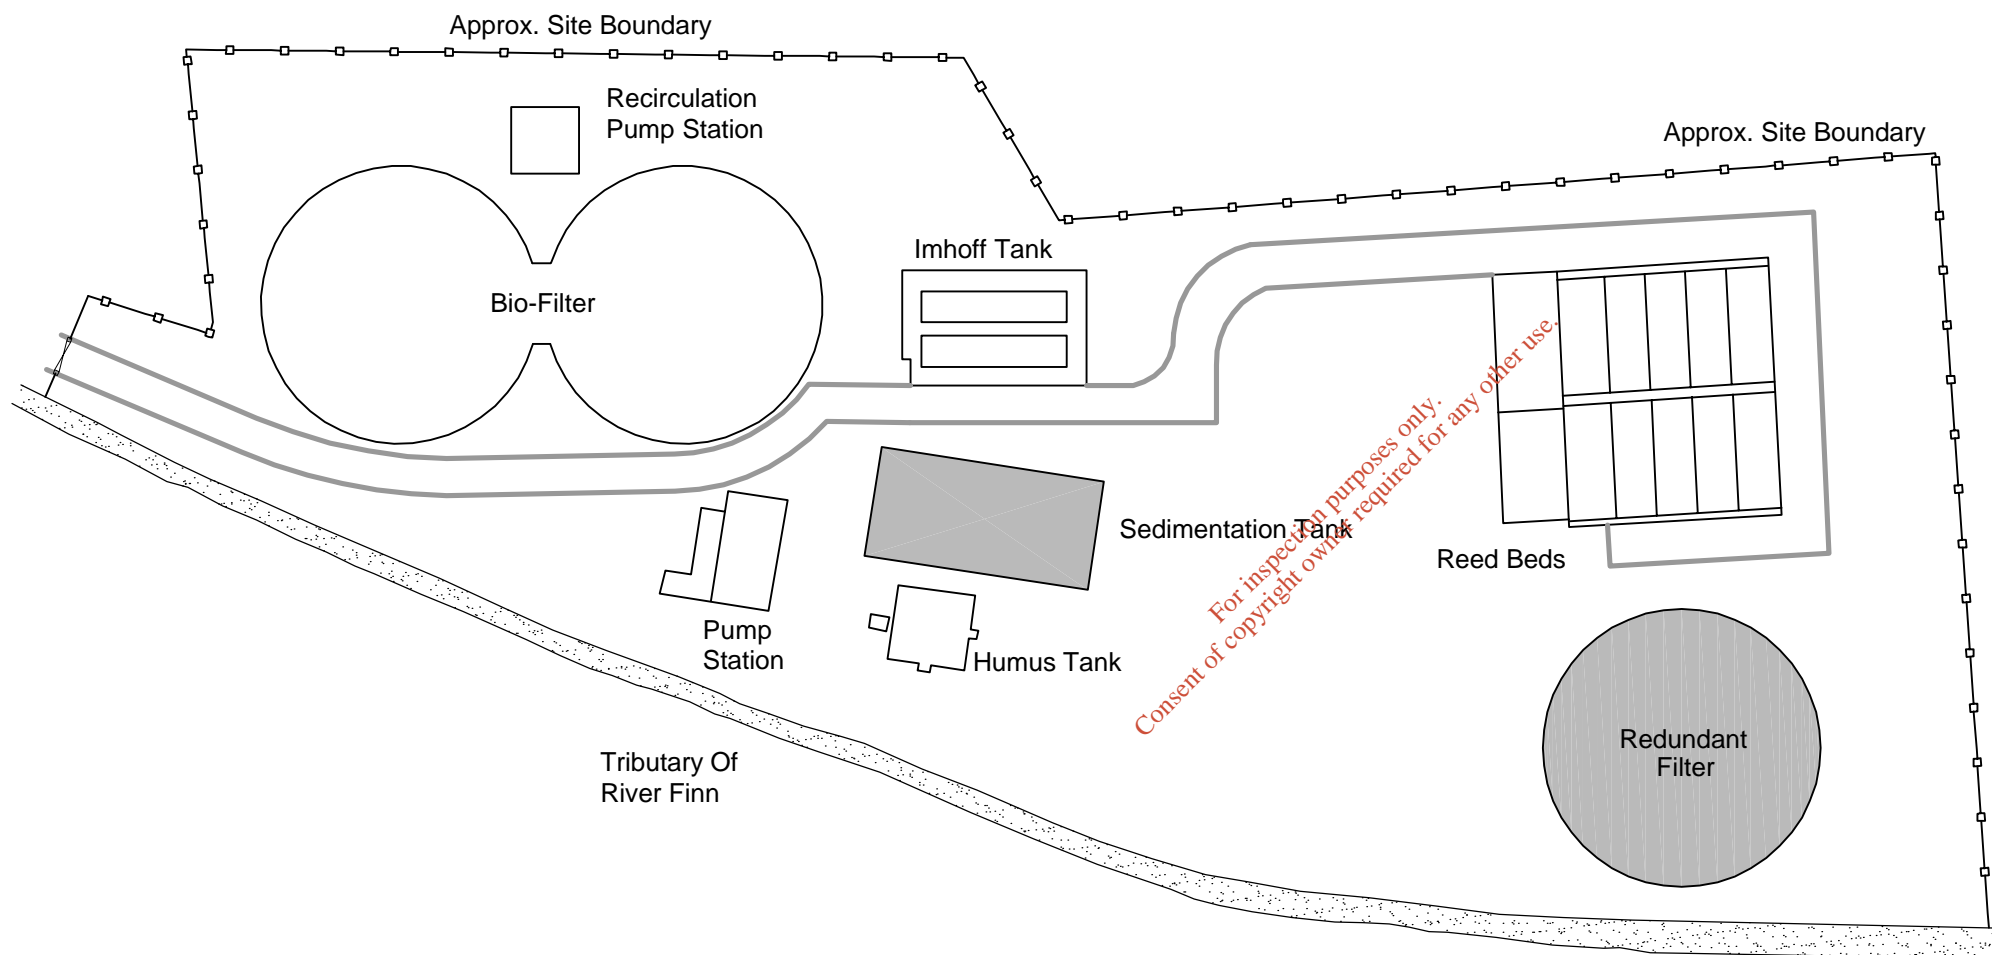 Approx. Site Boundary
Recirculation
Pump Station
Approx. Site Boundary
Imhoff Tank
Bio-Filter
For inspection purposes only.
Consent of copyright owner required for any other use.
Sedimentation Tank
Reed Beds
Pump
Station
Humus Tank
Redundant
Filter
Tributary Of
River Finn